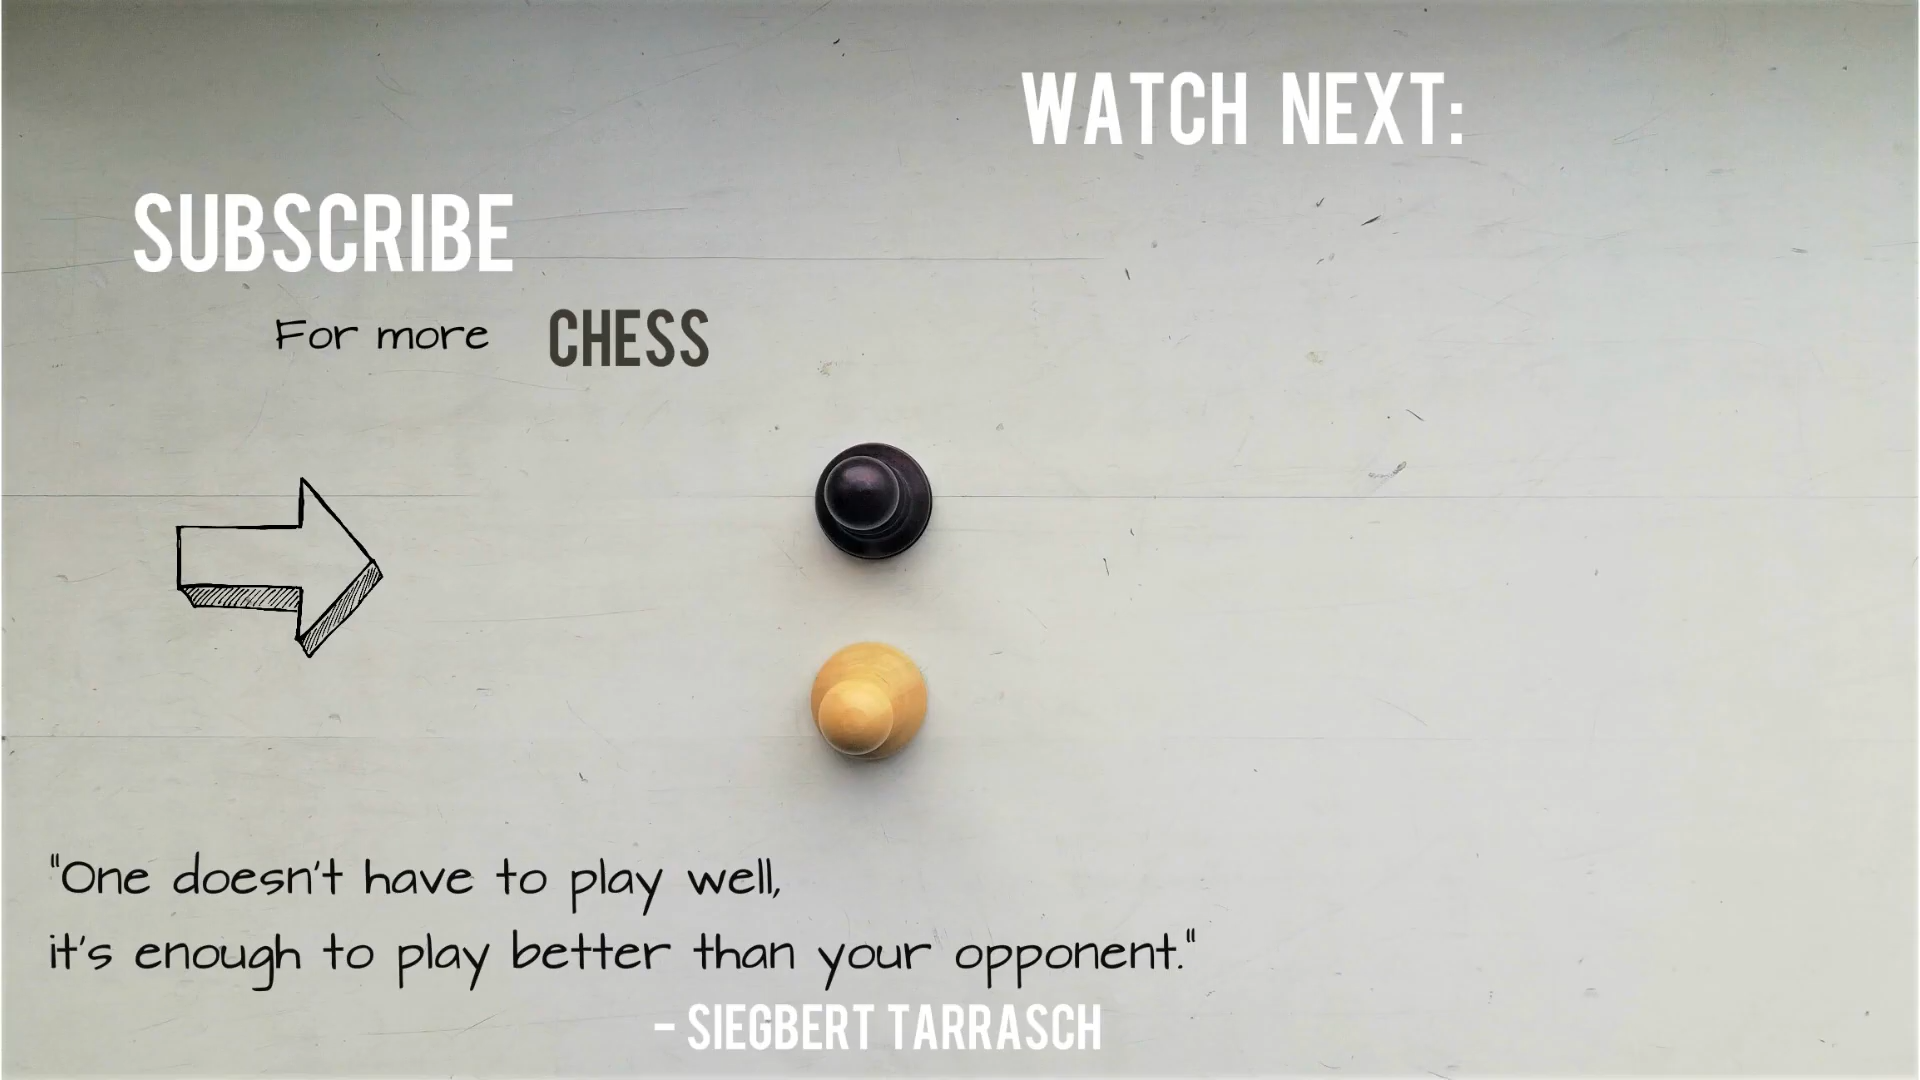 WATCH NEXT:
SUBSCRIBE
For more CHESS
"One doesn't have to play well,
it's enough to play better than your opponent."
- SIEGBERT TARRASCH